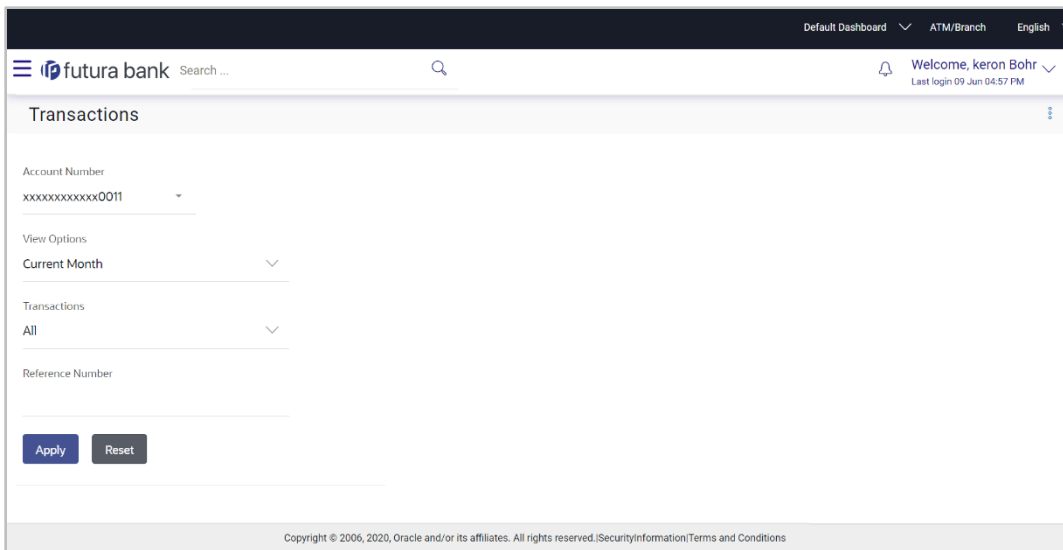 Default Dashboard ATM/Branch English
futura bank Search ... Welcome, keron Bohr
Last login 09 Jun 04:57 PM
Transactions
Account Number
xxxxxxxxxxxx0011
View Options
Current Month
Transactions
All
Reference Number
Apply Reset
Copyright © 2006, 2020, Oracle and/or its affiliates. All rights reserved.|SecurityInformation|Terms and Conditions